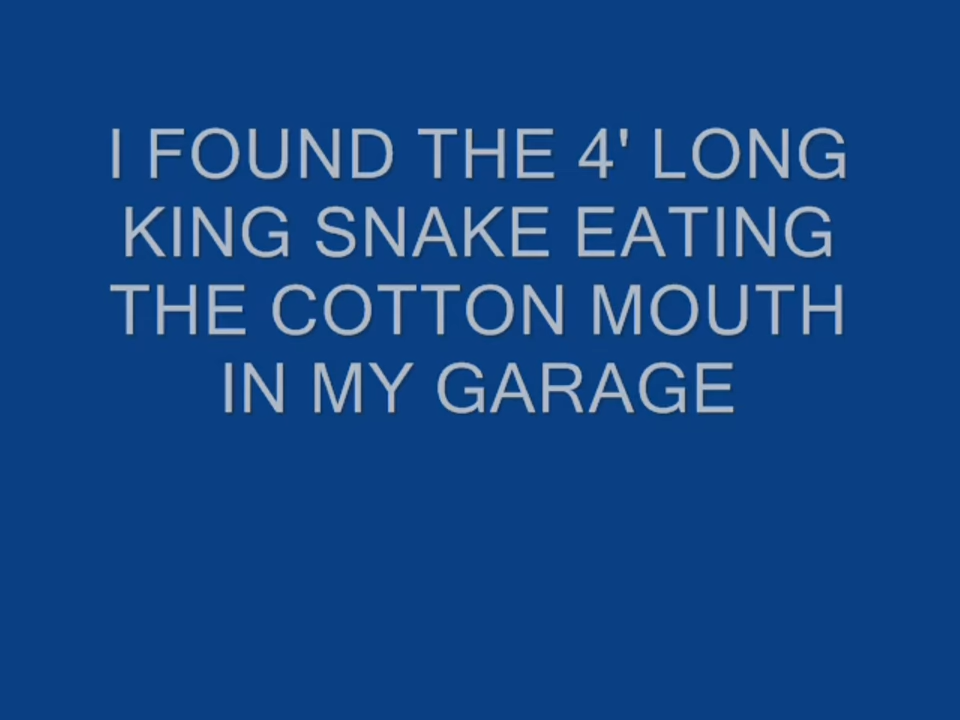 I FOUND THE 4' LONG
KING SNAKE EATING
THE COTTON MOUTH
IN MY GARAGE